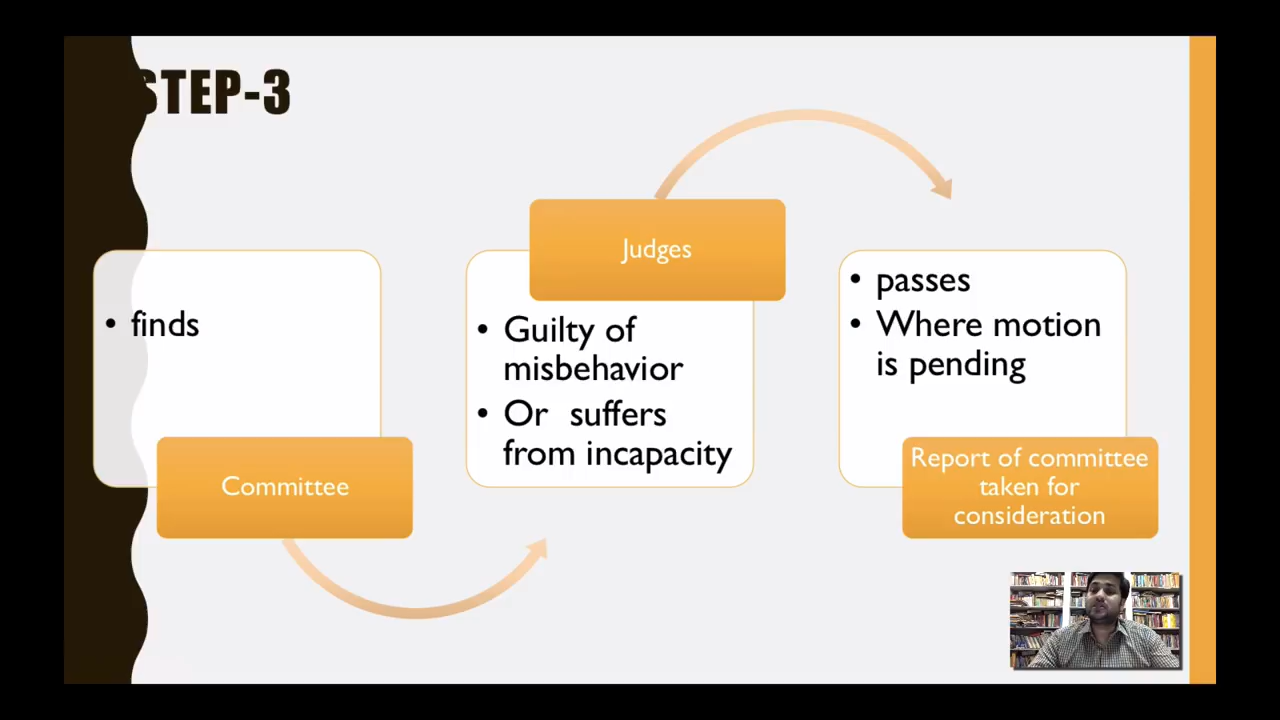 STEP-3
• finds
Committee
Judges
• Guilty of
misbehavior
• Or suffers
from incapacity
• passes
• Where motion
is pending
Report of committee
taken for
consideration